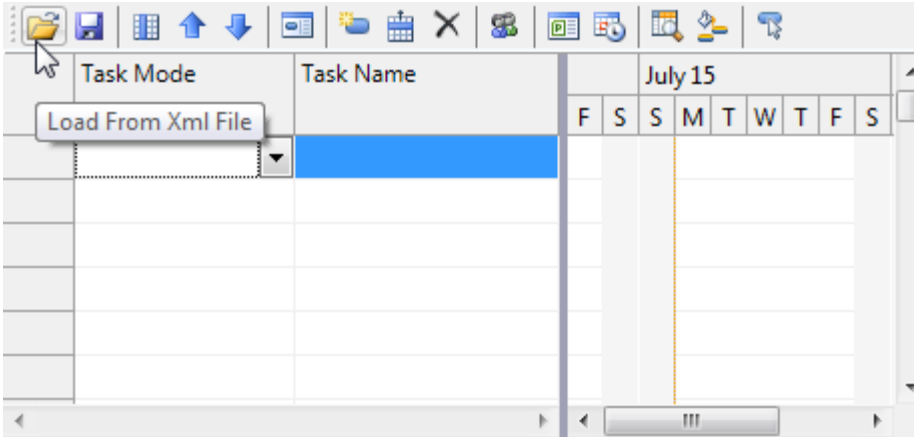 Task Mode Task Name July 15
Load From Xml File
F S S M T W T F S